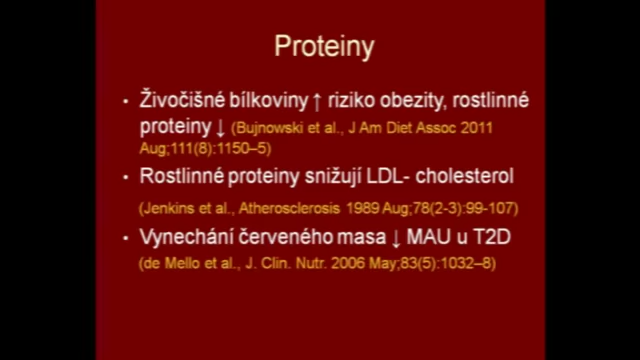 Proteiny
• Živočišné bílkoviny ↑ riziko obezity, rostlinné
proteiny ↓ (Bujnowski et al., J Am Diet Assoc 2011
Aug;111(8):1150–5)
• Rostlinné proteiny snižují LDL- cholesterol
(Jenkins et al., Atherosclerosis 1989 Aug;78(2-3):99-107)
• Vynechání červeného masa ↓ MAU u T2D
(de Mello et al., J. Clin. Nutr. 2006 May;83(5):1032–8)